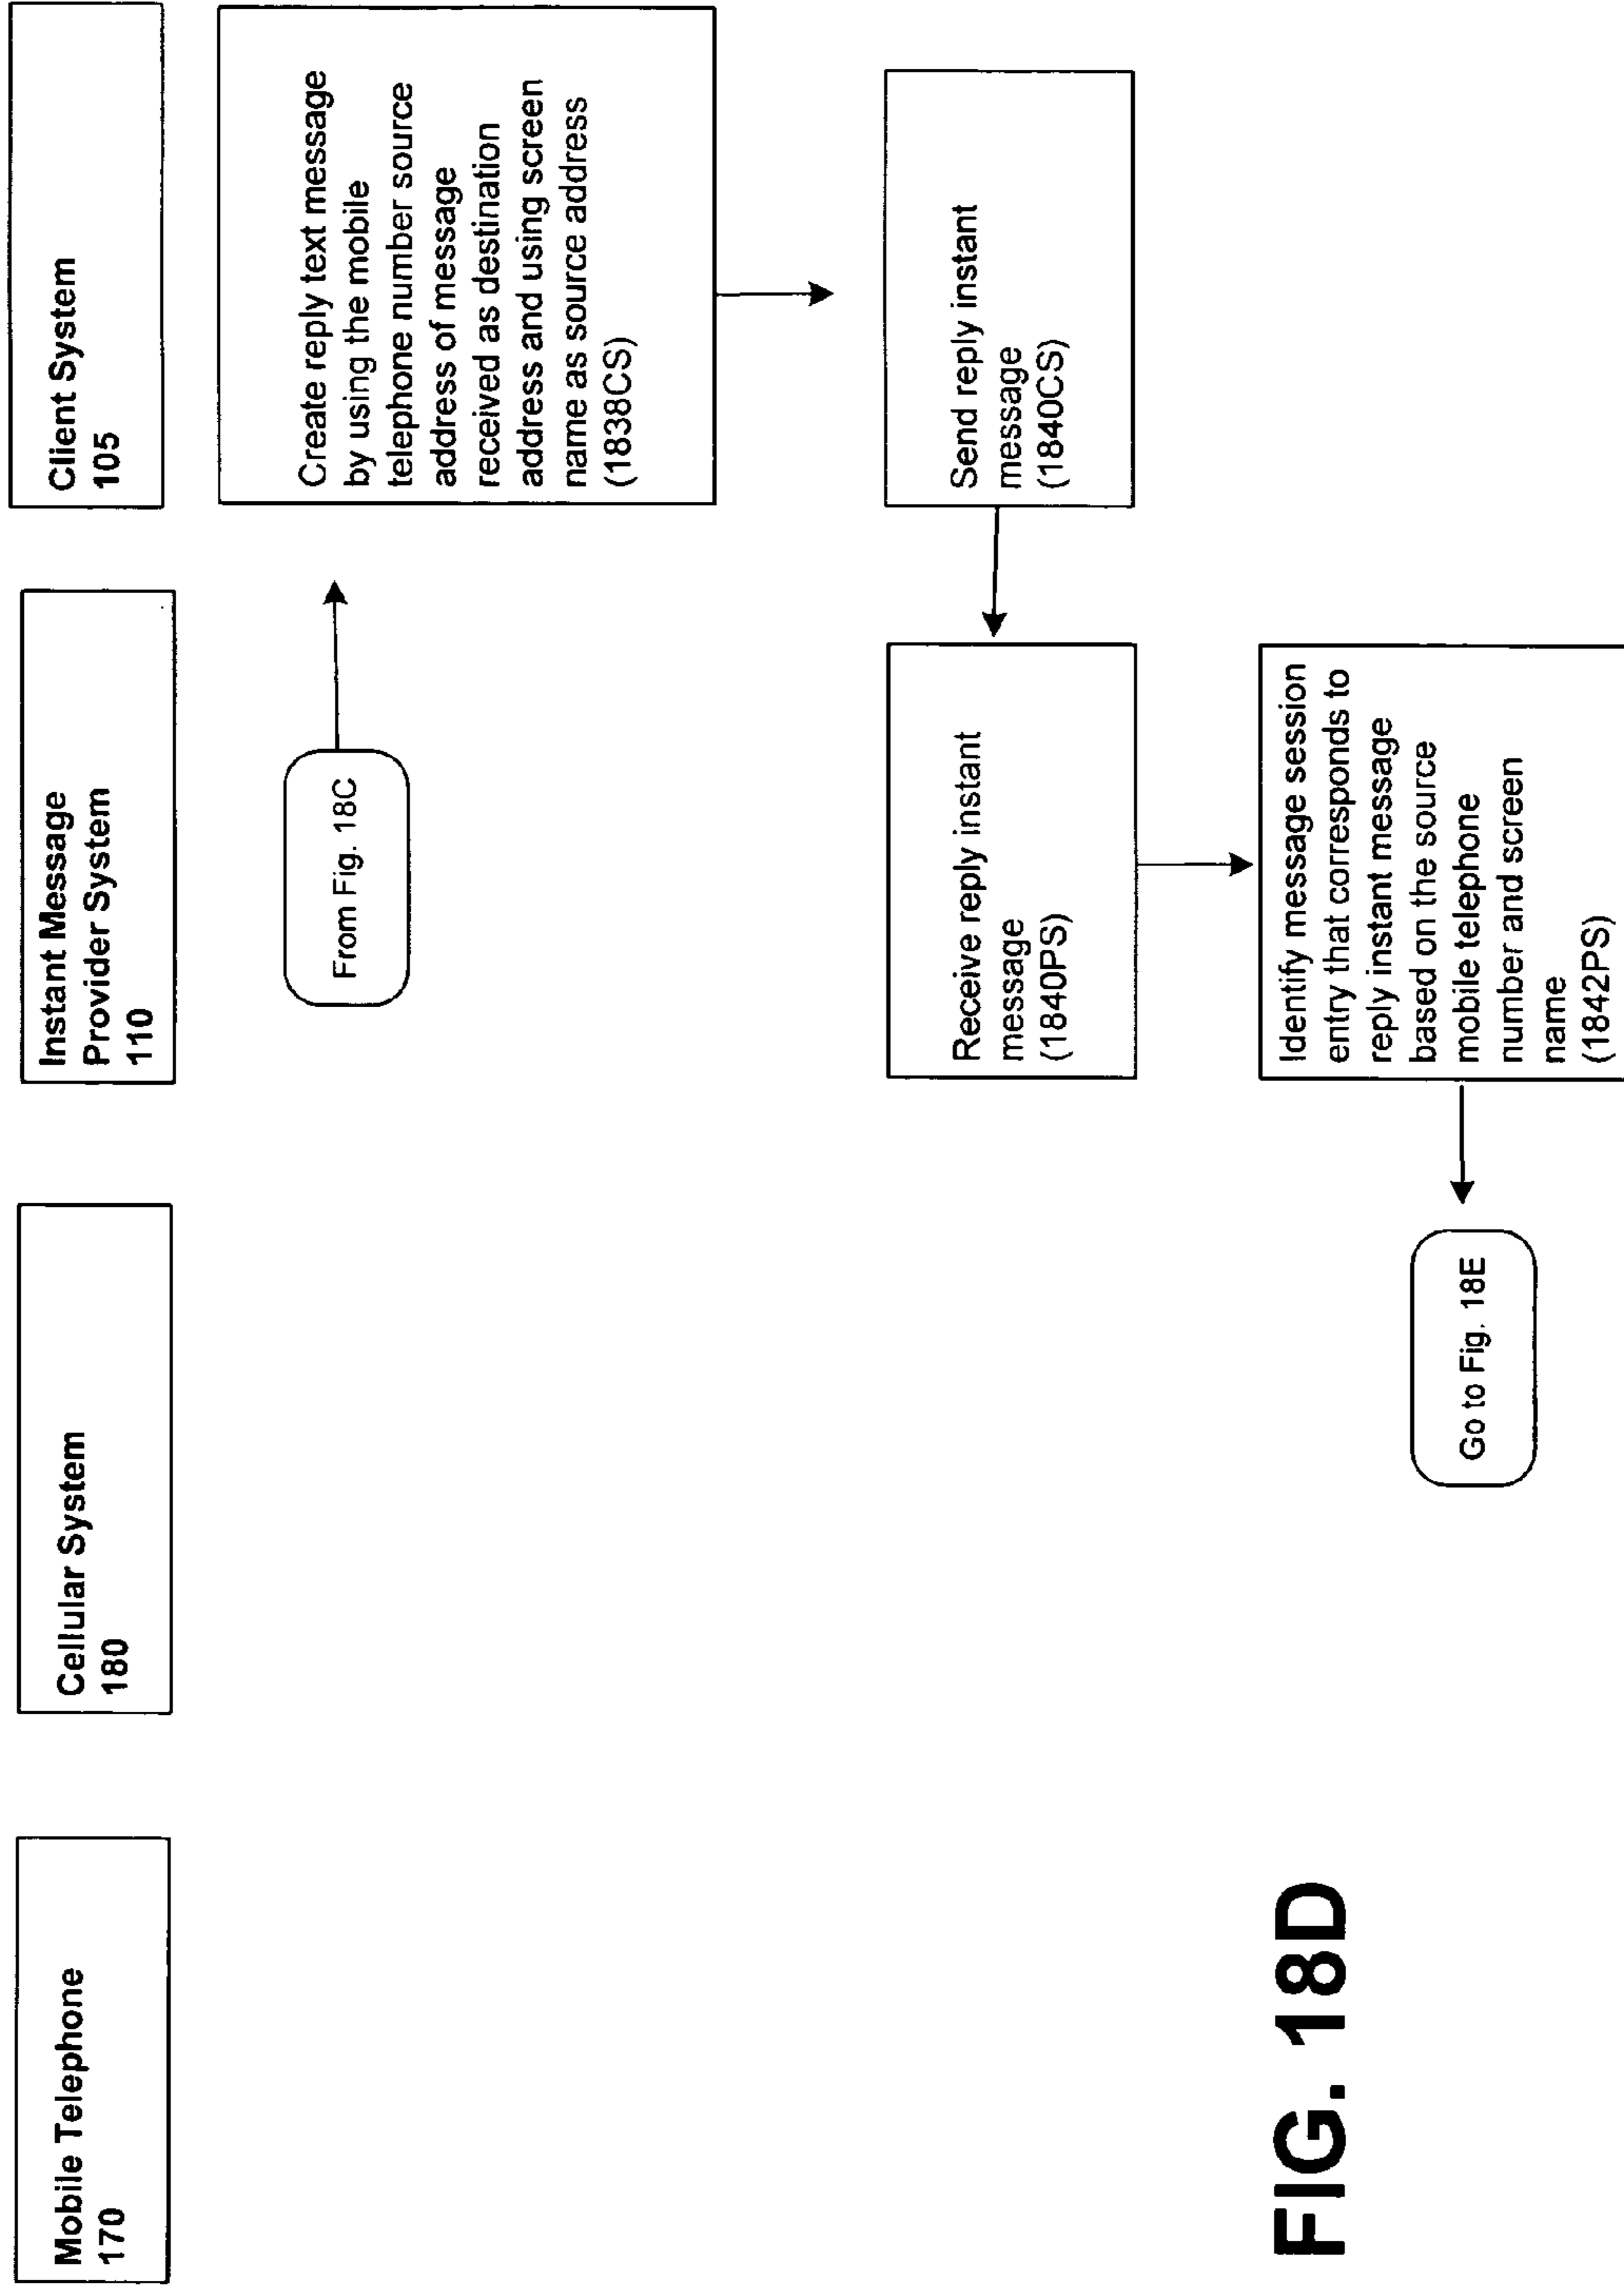 Mobile Telephone
170
Cellular System
180
Instant Message
Provider System
110
Client System
105
From Fig. 18C
Create reply text message
by using the mobile
telephone number source
address of message
received as destination
address and using screen
name as source address
(1838CS)
Send reply instant
message
(1840CS)
Receive reply instant
message
(1840PS)
Identify message session
entry that corresponds to
reply instant message
based on the source
mobile telephone
number and screen
name
(1842PS)
Go to Fig. 18E
FIG. 18D